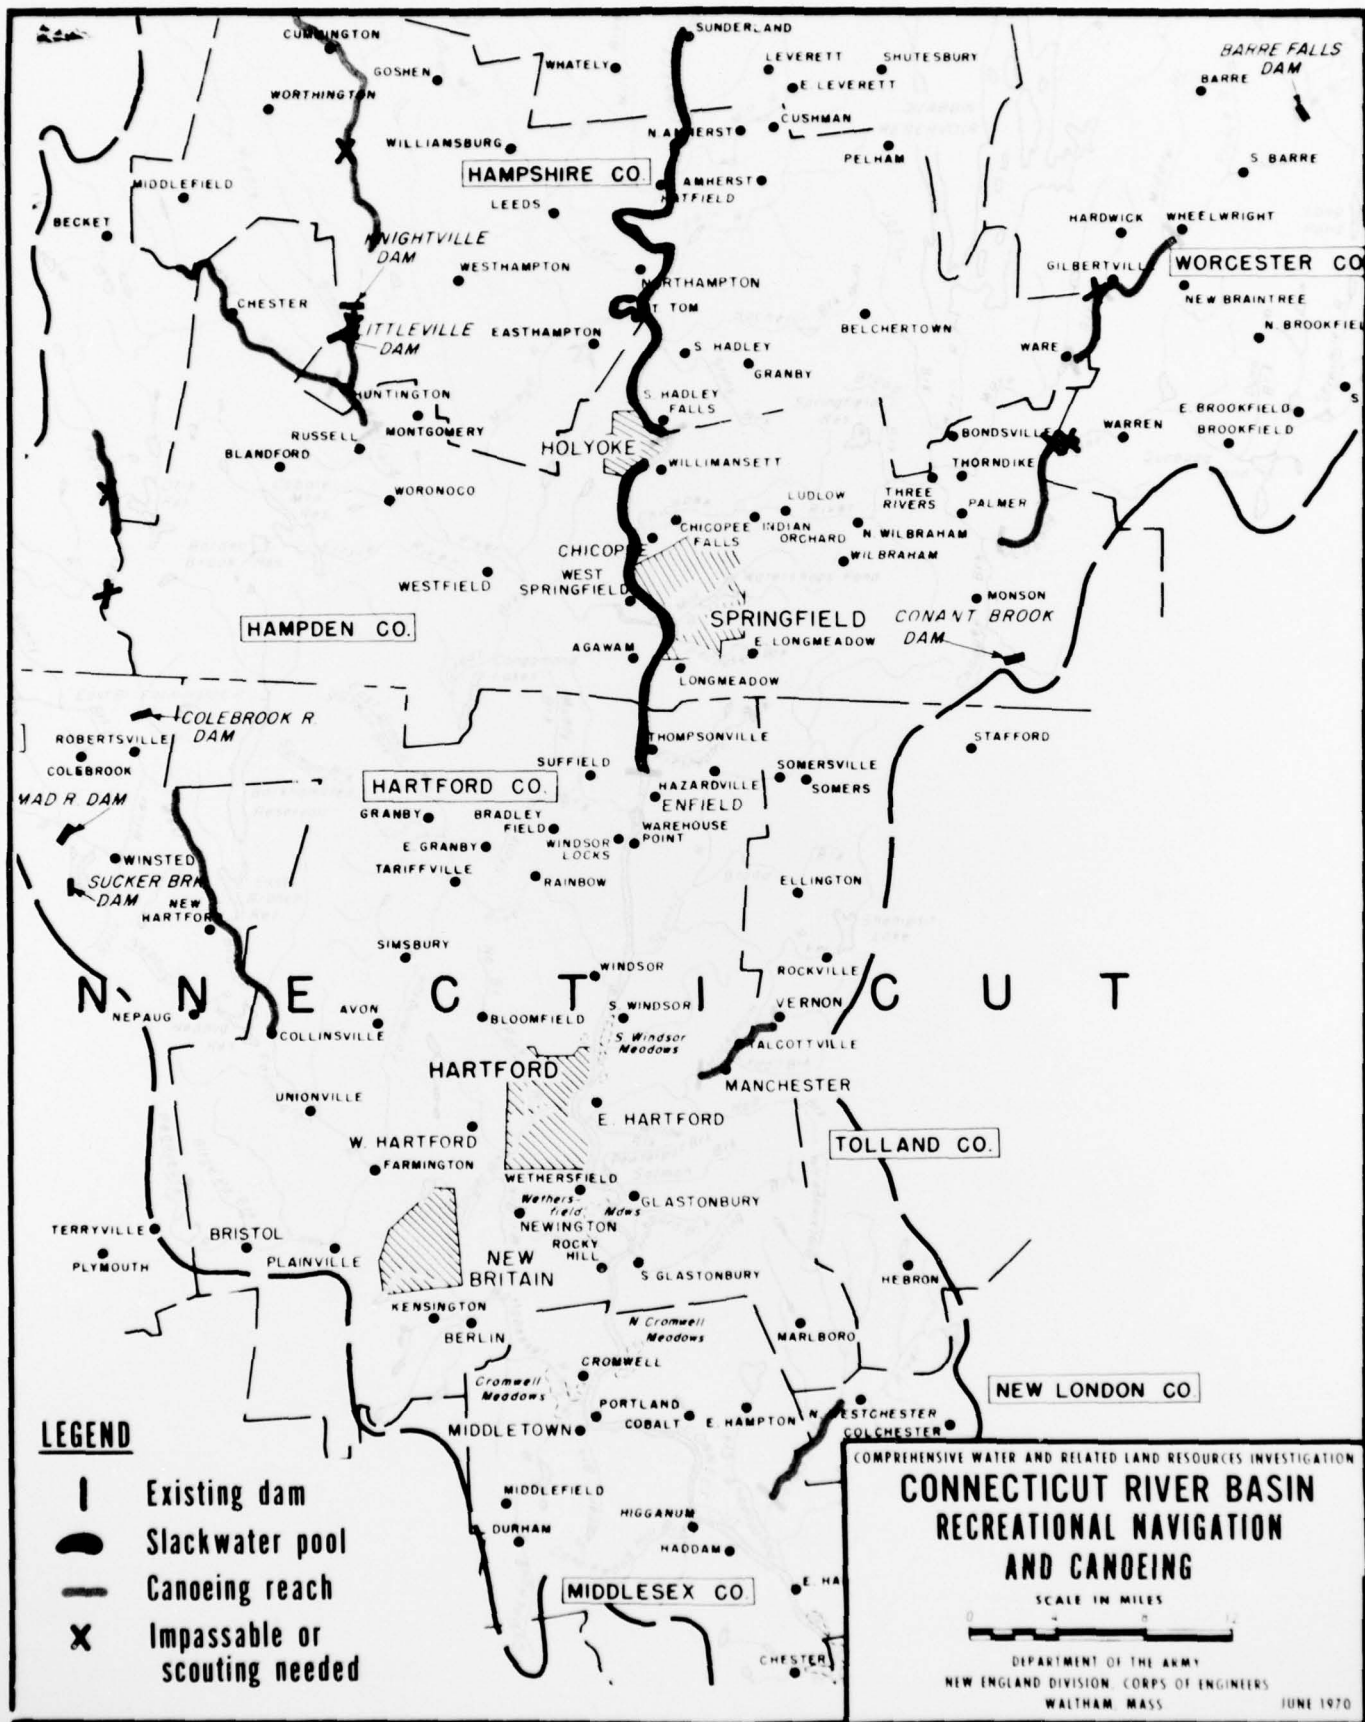 CUMMINGTON
SUNDERLAND
GOSHEN
WHATELY
LEVERETT
SHUTESBURY
BARRE FALLS
DAM
BARRE
E LEVERETT
WORTHINGTON
CUSHMAN
N. AMHERST
WILLIAMSBURG
PELHAM
S BARRE
HAMPSHIRE CO.
AMHERST
HATFIELD
MIDDLEFIELD
LEEDS
BECKET
HARDWICK
WHEELWRIGHT
KNIGHTVILLE
DAM
WESTHAMPTON
GILBERTVILLE
WORCESTER CO
NORTHAMPTON
NEW BRAINTREE
CHESTER
T TOM
BELCHERTOWN
N. BROOKFIEL
LITTLEVILLE
DAM
EASTHAMPTON
S HADLEY
WARE
GRANBY
HUNTINGTON
S HADLEY
FALLS
S
E BROOKFIELD
RUSSELL
MONTGOMERY
HOLYOKE
BONDSVILLE
WARREN
BROOKFIELD
BLANDFORD
WILLIMANSETT
THORNDIKE
WORONOCO
LUDLOW
THREE
RIVERS
PALMER
CHICOPEE
FALLS
INDIAN
ORCHARD
N. WILBRAHAM
CHICOPEE
WILBRAHAM
WESTFIELD
WEST
SPRINGFIELD
MONSON
HAMPDEN CO.
SPRINGFIELD
CONANT BROOK
DAM
AGAWAM
E LONGMEADOW
LONGMEADOW
COLEBROOK R.
DAM
ROBERTSVILLE
THOMPSONVILLE
STAFFORD
COLEBROOK
SUFFIELD
SOMERSVILLE
HARTFORD CO.
HAZARDVILLE
SOMERS
MAD R. DAM
ENFIELD
GRANBY
BRADLEY
FIELD
WAREHOUSE
POINT
E GRANBY
WINDSOR
LOCKS
WINSTED
TARIFFVILLE
RAINBOW
ELLINGTON
SUCKER BRK
DAM
NEW
HARTFORD
SIMSBURY
WINDSOR
ROCKVILLE
N N E C T I C U T
NEPAUG
AVON
BLOOMFIELD
S WINDSOR
VERNON
COLLINSVILLE
S Windsor
Meadows
TALCOTTVILLE
HARTFORD
MANCHESTER
UNIONVILLE
E. HARTFORD
W. HARTFORD
TOLLAND CO.
FARMINGTON
WETHERSFIELD
Wethers-
field Mdws
GLASTONBURY
NEWINGTON
TERRYVILLE
BRISTOL
ROCKY
HILL
PLYMOUTH
PLAINVILLE
NEW
BRITAIN
S GLASTONBURY
HEBRON
KENSINGTON
N Cromwell
Meadows
BERLIN
MARLBORO
CROMWELL
Cromwell
Meadows
NEW LONDON CO.
PORTLAND
COBALT
E. HAMPTON
N. WESTCHESTER
MIDDLETOWN
COLCHESTER
MIDDLEFIELD
HIGGANUM
DURHAM
HADDAM
MIDDLESEX CO.
E. HA
CHESTER
LEGEND
Existing dam
Slackwater pool
Canoeing reach
Impassable or
scouting needed
COMPREHENSIVE WATER AND RELATED LAND RESOURCES INVESTIGATION
CONNECTICUT RIVER BASIN
RECREATIONAL NAVIGATION
AND CANOEING
SCALE IN MILES
0 4 8 12
DEPARTMENT OF THE ARMY
NEW ENGLAND DIVISION, CORPS OF ENGINEERS
WALTHAM, MASS
JUNE 1970